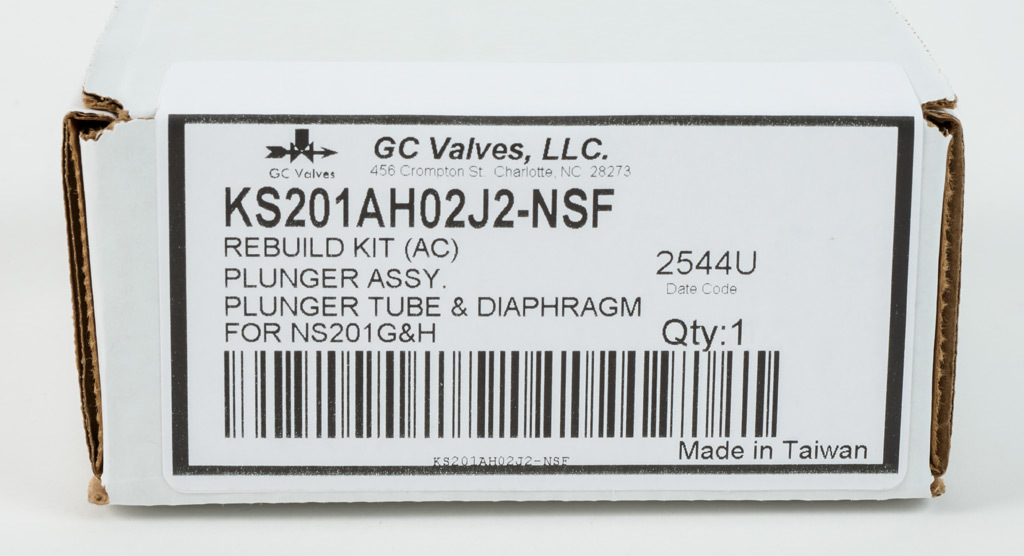 GC Valves
GC Valves, LLC.
456 Crompton St. Charlotte, NC 28273
KS201AH02J2-NSF
REBUILD KIT (AC)
PLUNGER ASSY.
PLUNGER TUBE & DIAPHRAGM
FOR NS201G&H
2544U
Date Code
Qty:1
KS201AH02J2-NSF
Made in Taiwan